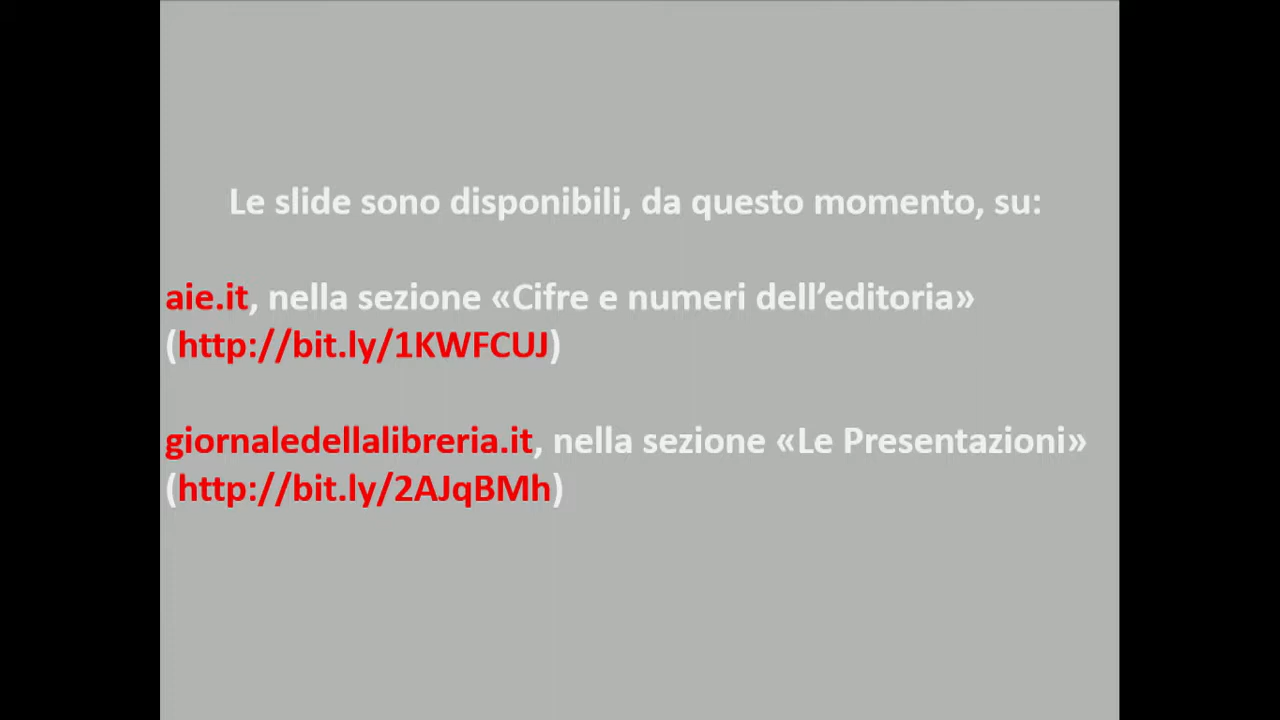 Le slide sono disponibili, da questo momento, su:
aie.it, nella sezione «Cifre e numeri dell’editoria»
(http://bit.ly/1KWFCUJ)
giornaledellalibreria.it, nella sezione «Le Presentazioni»
(http://bit.ly/2AJqBMh)